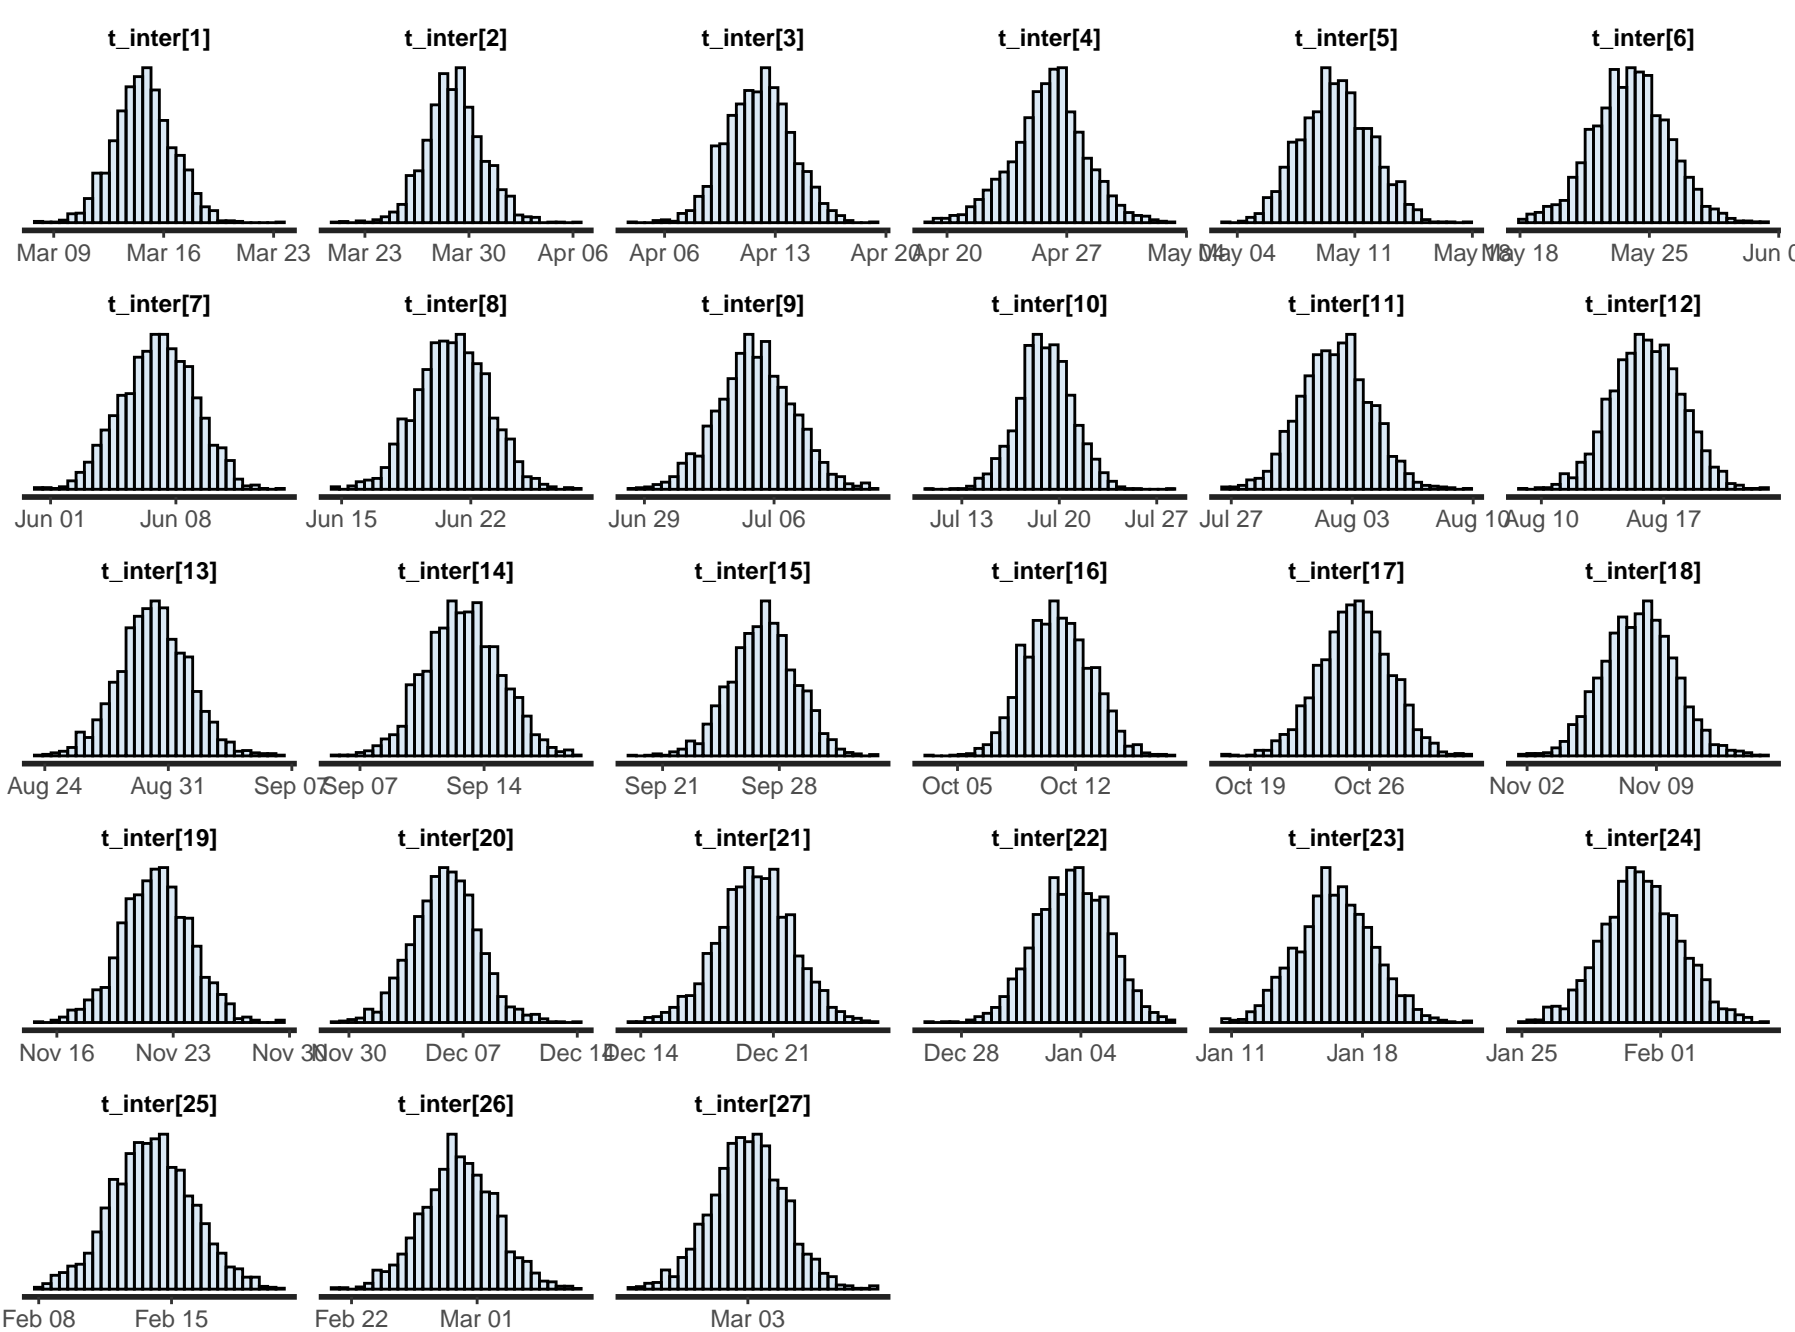 t_inter[1] t_inter[2] t_inter[3] t_inter[4] t_inter[5] t_inter[6]
Mar 09 Mar 16 Mar 23 Mar 23 Mar 30 Apr 06 Apr 06 Apr 13 Apr 20 Apr 20 Apr 27 May 04 May 04 May 11 May 18 May 18 May 25 Jun 0
t_inter[7] t_inter[8] t_inter[9] t_inter[10] t_inter[11] t_inter[12]
Jun 01 Jun 08 Jun 15 Jun 22 Jun 29 Jul 06 Jul 13 Jul 20 Jul 27 Jul 27 Aug 03 Aug 10 Aug 10 Aug 17
t_inter[13] t_inter[14] t_inter[15] t_inter[16] t_inter[17] t_inter[18]
Aug 24 Aug 31 Sep 07 Sep 07 Sep 14 Sep 21 Sep 28 Oct 05 Oct 12 Oct 19 Oct 26 Nov 02 Nov 09
t_inter[19] t_inter[20] t_inter[21] t_inter[22] t_inter[23] t_inter[24]
Nov 16 Nov 23 Nov 30 Nov 30 Dec 07 Dec 14 Dec 14 Dec 21 Dec 28 Jan 04 Jan 11 Jan 18 Jan 25 Feb 01
t_inter[25] t_inter[26] t_inter[27]
Feb 08 Feb 15 Feb 22 Mar 01 Mar 03